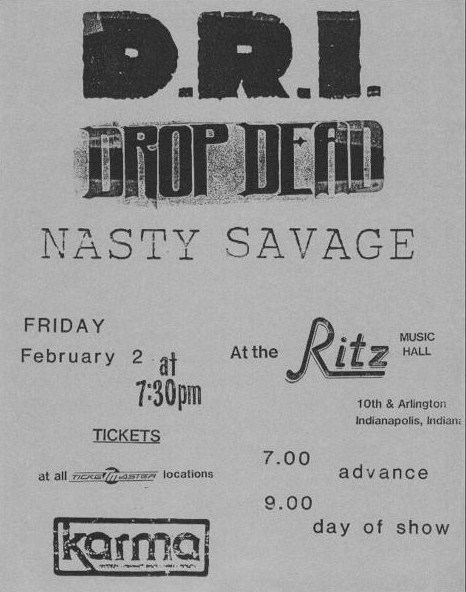 D.R.I.
DROP DEAD
NASTY SAVAGE
FRIDAY
February 2 at
7:30pm
At the Ritz MUSIC HALL
10th & Arlington
Indianapolis, Indiana
TICKETS
at all TICKETMASTER locations
7.00 advance
9.00 day of show
karma